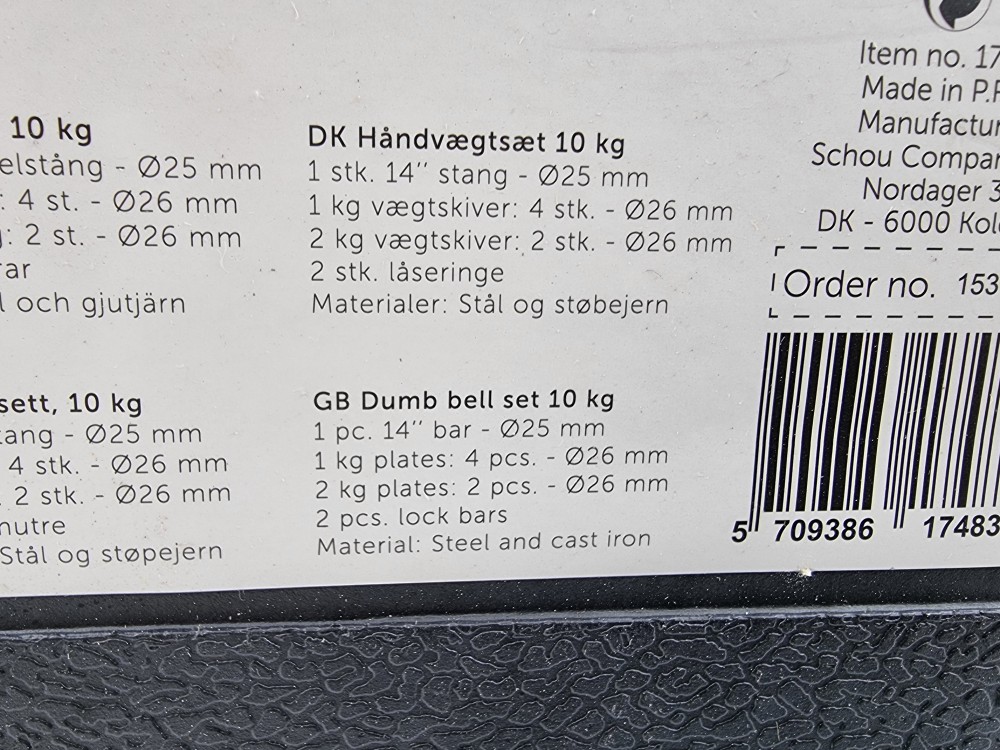 10 kg
elstång - Ø25 mm
: 4 st. - Ø26 mm
: 2 st. - Ø26 mm
ar
l och gjutjärn
DK Håndvægtsæt 10 kg
1 stk. 14'' stang - Ø25 mm
1 kg vægtskiver: 4 stk. - Ø26 mm
2 kg vægtskiver: 2 stk. - Ø26 mm
2 stk. låseringe
Materialer: Stål og støbejern
sett, 10 kg
tang - Ø25 mm
4 stk. - Ø26 mm
. 2 stk. - Ø26 mm
nutre
Stål og støpejern
GB Dumb bell set 10 kg
1 pc. 14'' bar - Ø25 mm
1 kg plates: 4 pcs. - Ø26 mm
2 kg plates: 2 pcs. - Ø26 mm
2 pcs. lock bars
Material: Steel and cast iron
Item no. 17
Made in P.R
Manufactur
Schou Compan
Nordager 3
DK - 6000 Kol
Order no. 153
5 709386 17483